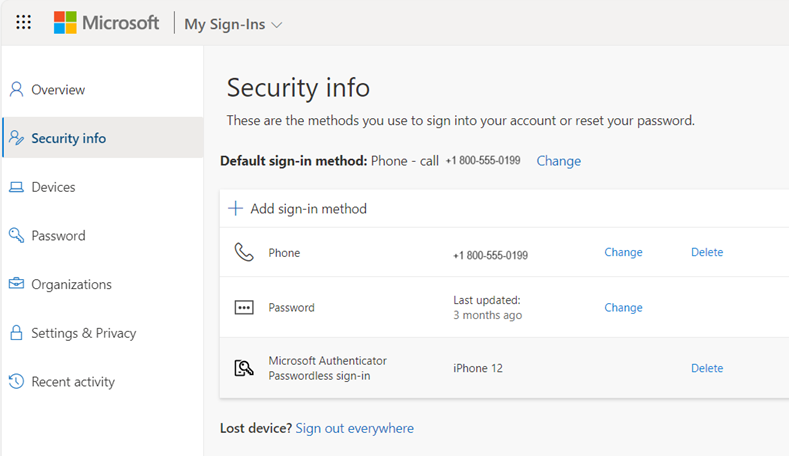 Microsoft My Sign-Ins
Overview
Security info
Devices
Password
Organizations
Settings & Privacy
Recent activity
Security info
These are the methods you use to sign into your account or reset your password.
Default sign-in method: Phone - call +1 800-555-0199 Change
+ Add sign-in method
Phone +1 800-555-0199 Change Delete
Password Last updated:
3 months ago Change
Microsoft Authenticator
Passwordless sign-in iPhone 12 Delete
Lost device? Sign out everywhere